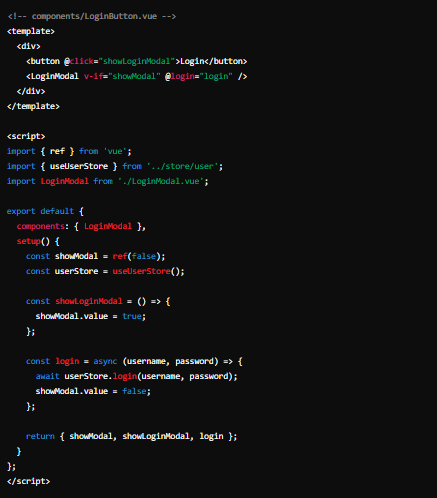 <!-- components/LoginButton.vue -->
<template>
  <div>
    <button @click="showLoginModal">Login</button>
    <LoginModal v-if="showModal" @login="login" />
  </div>
</template>

<script>
import { ref } from 'vue';
import { useUserStore } from '../store/user';
import LoginModal from './LoginModal.vue';

export default {
  components: { LoginModal },
  setup() {
    const showModal = ref(false);
    const userStore = useUserStore();

    const showLoginModal = () => {
      showModal.value = true;
    };

    const login = async (username, password) => {
      await userStore.login(username, password);
      showModal.value = false;
    };

    return { showModal, showLoginModal, login };
  }
};
</script>